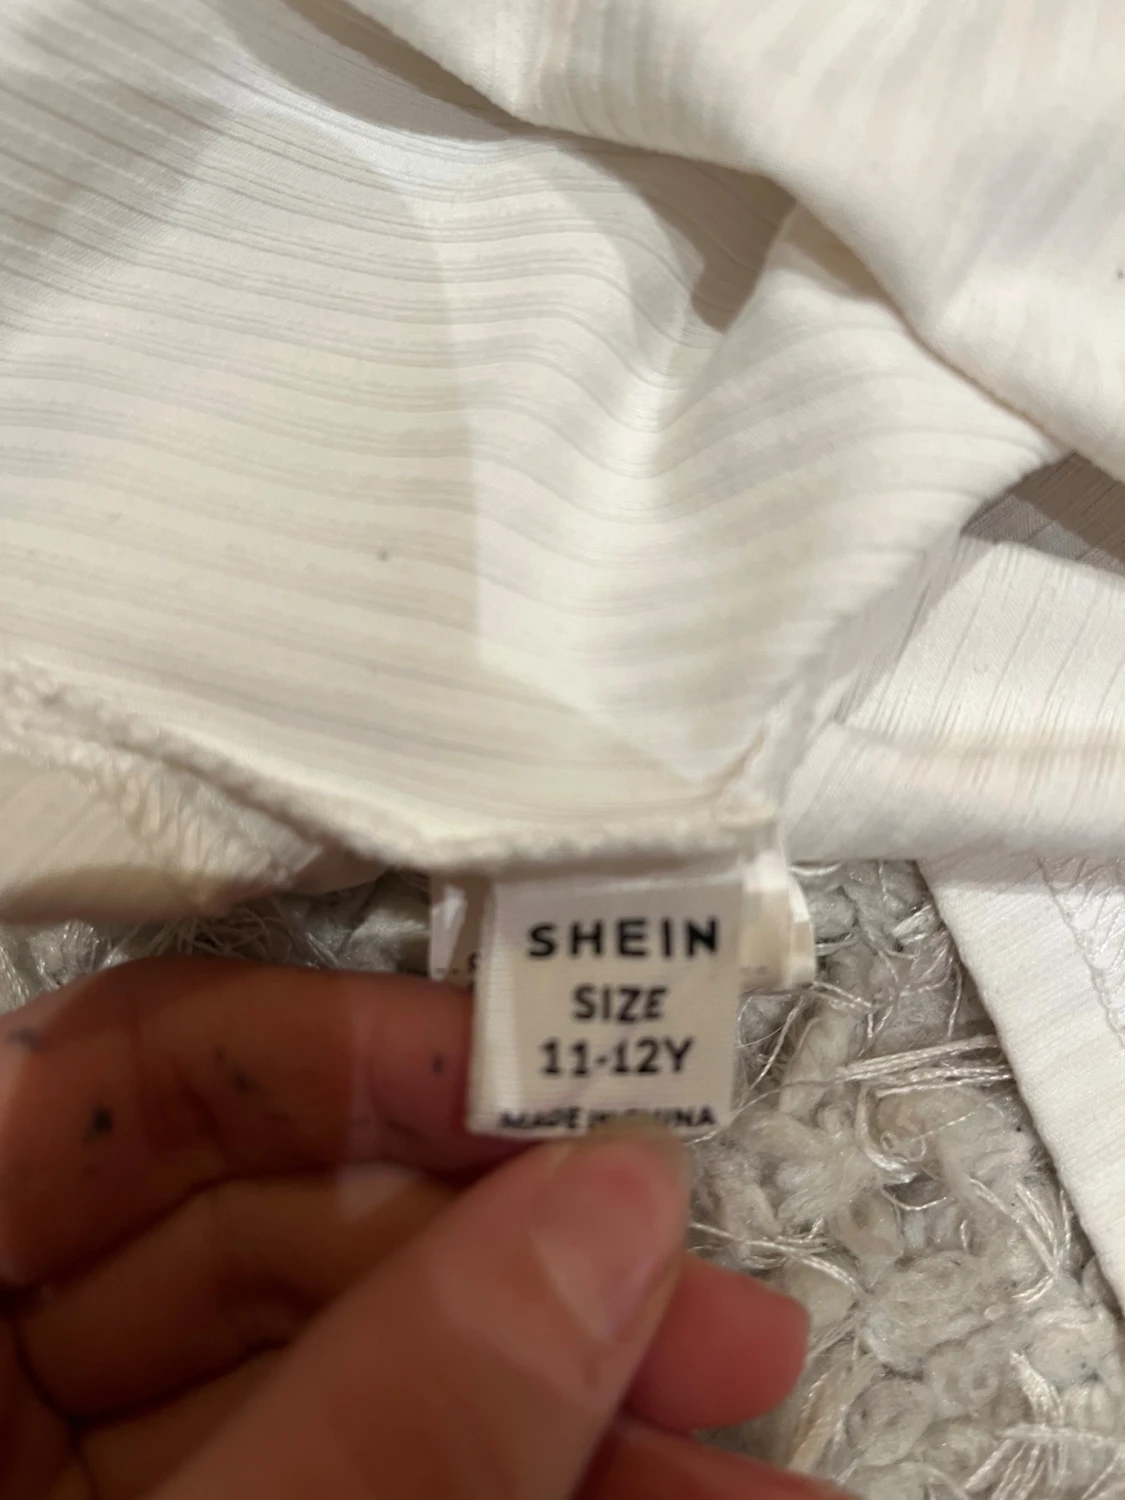 SHEIN
SIZE
11-12Y
MADE IN CHINA